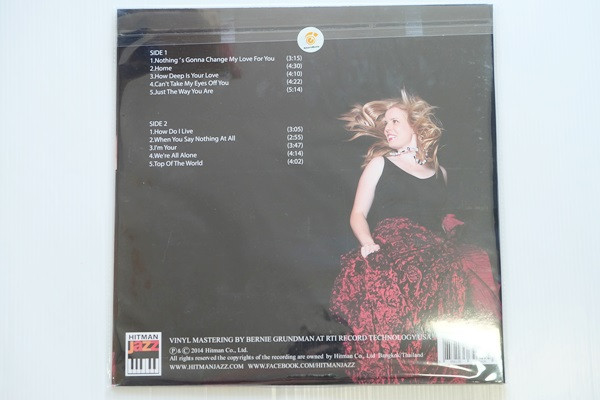 SIDE 1
1.Nothing 's Gonna Change My Love For You (3:15)
2.Home (4:30)
3.How Deep Is Your Love (4:10)
4.Can't Take My Eyes Off You (4:22)
5.Just The Way You Are (5:14)
SIDE 2
1.How Do I Live (3:05)
2.When You Say Nothing At All (2:55)
3.I'm Your (3:47)
4.We're All Alone (4:14)
5.Top Of The World (4:02)
HITMAN
jazz
VINYL MASTERING BY BERNIE GRUNDMAN AT RTI RECORD TECHNOLOGY USA
℗ & © 2014 Hitman Co., Ltd.
All rights reserved the copyrights of the recording are owned by Hitman Co., Ltd. Bangkok, Thailand
WWW.HITMANJAZZ.COM WWW.FACEBOOK.COM/HITMANJAZZ